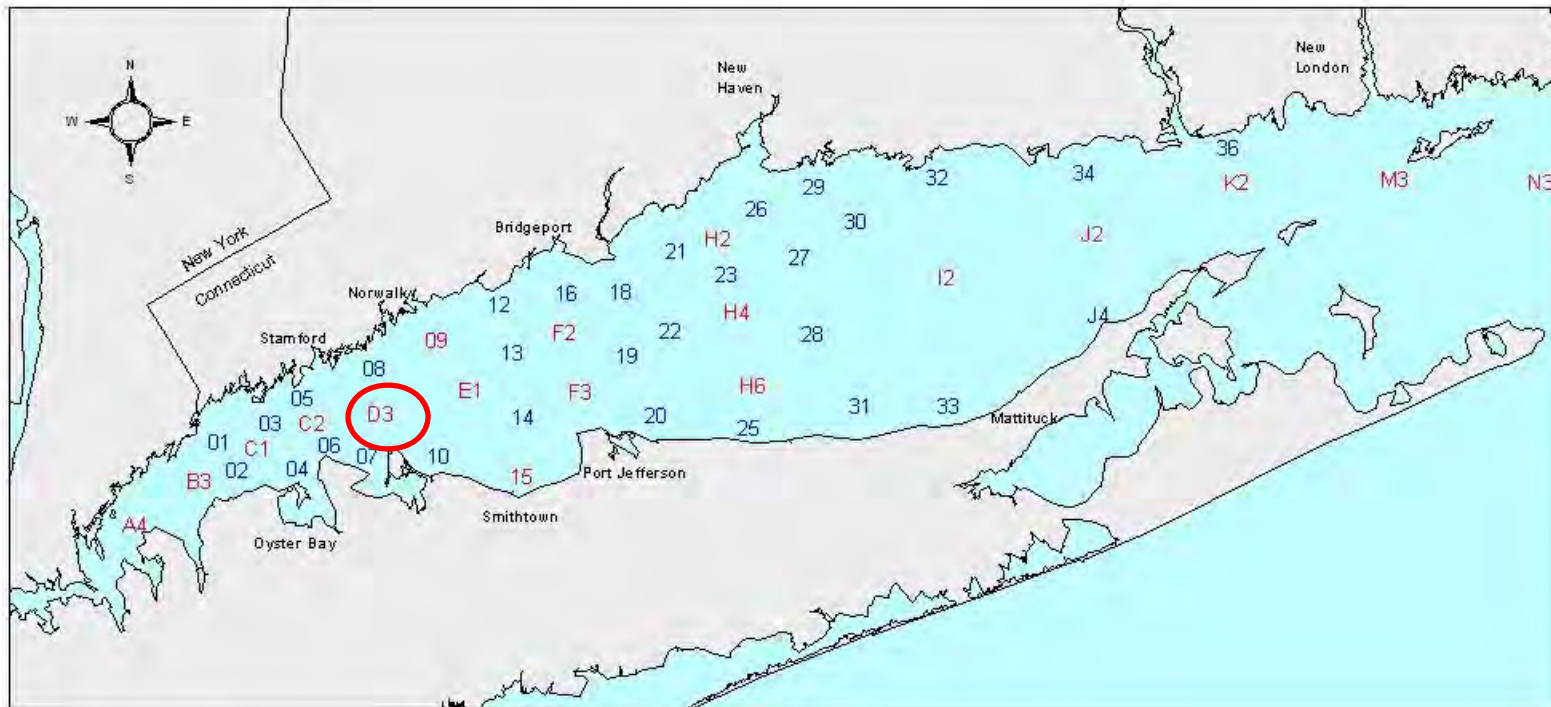 N
W
E
S
New
London
New
Haven
36
34
32
29
K2
M3
N3
26
30
Bridgeport
H2
J2
21
27
New York
Connecticut
23
I2
Norwalk
12
16
18
H4
J4
Stamford
09
F2
22
28
13
19
08
E1
F3
H6
05
D3
31
33
C2
14
20
Mattituck
03
25
01
C1
06
07
10
02
04
15
Port Jefferson
B3
Smithtown
A4
Oyster Bay